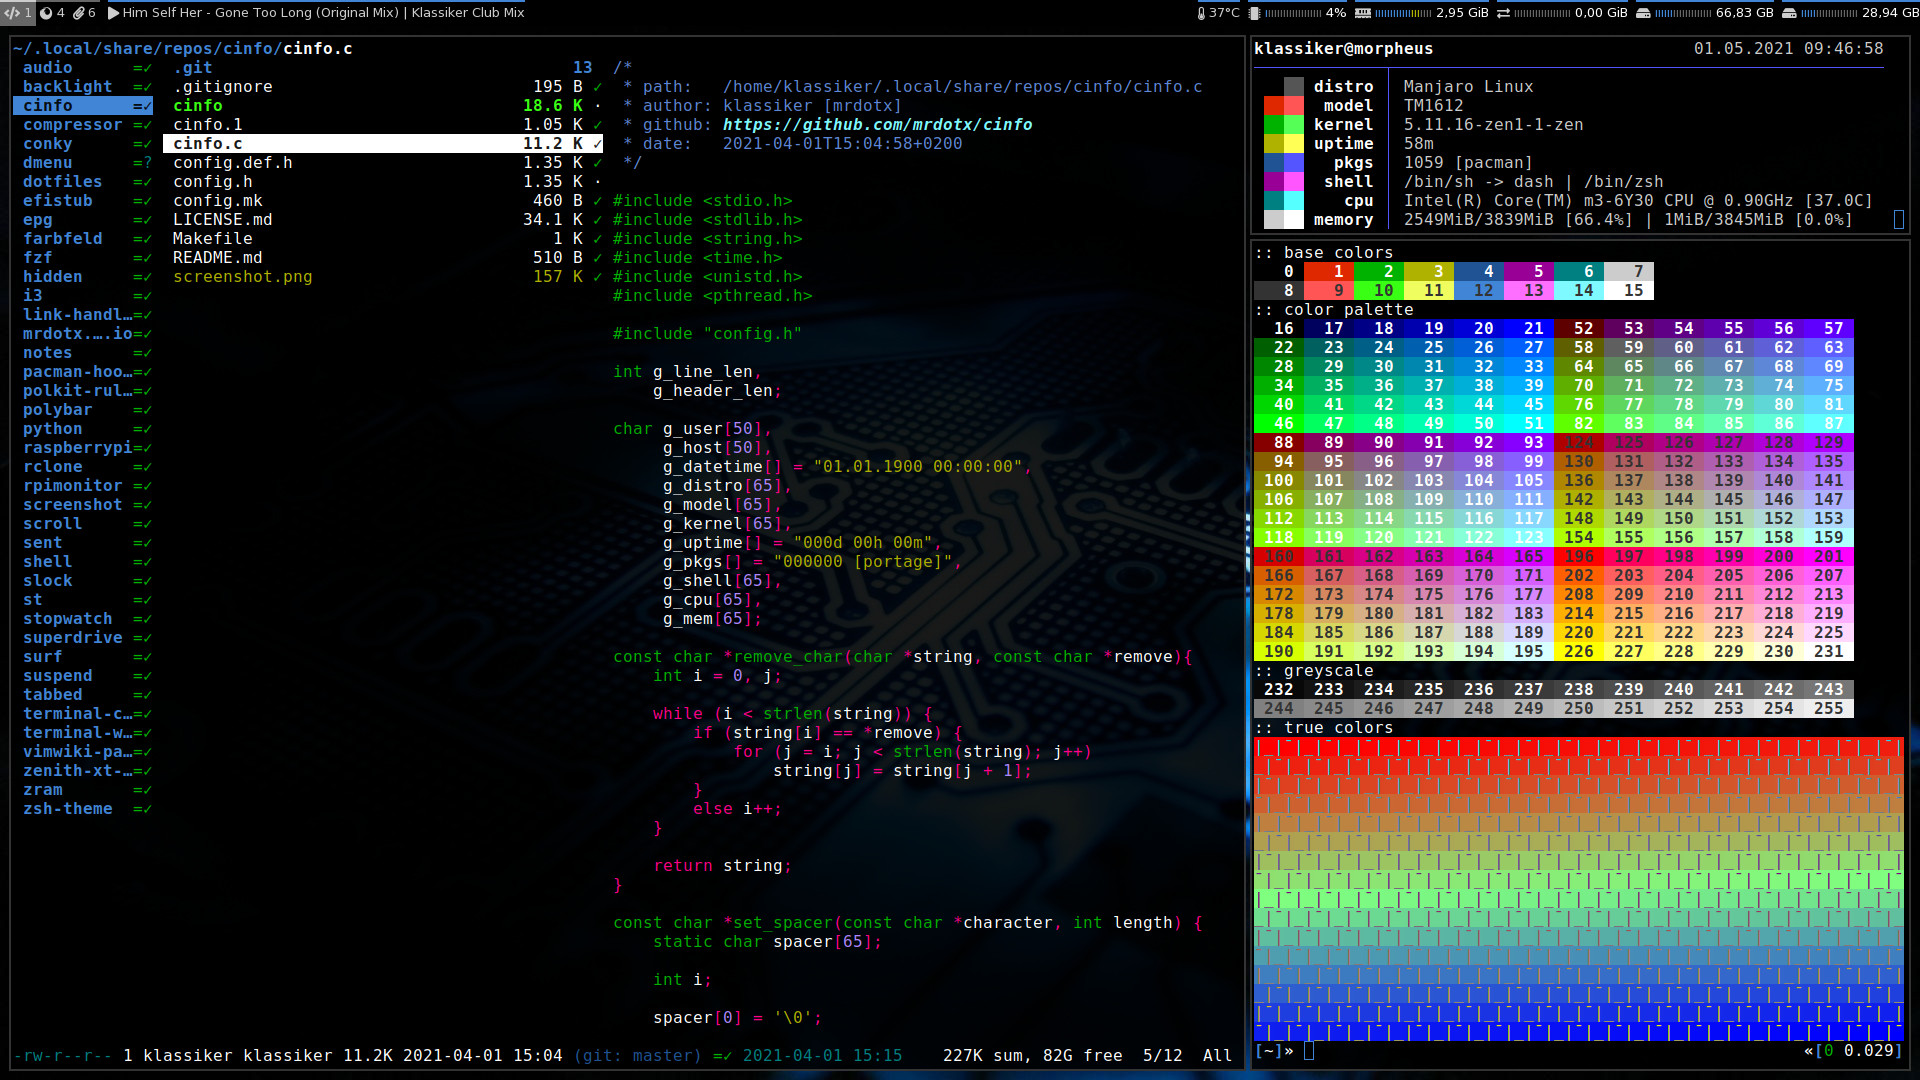 1 4 6 Him Self Her - Gone Too Long (Original Mix) | Klassiker Club Mix 37°C 4% 2,95 GiB 0,00 GiB 66,83 GB 28,94 GB
~/.local/share/repos/cinfo/cinfo.c
audio =✓ .git 13
backlight =✓ .gitignore 195 B ✓
cinfo =✓ cinfo 18.6 K ·
compressor =✓ cinfo.1 1.05 K ✓
conky =✓ cinfo.c 11.2 K ✓
dmenu =? config.def.h 1.35 K ✓
dotfiles =✓ config.h 1.35 K ·
efistub =✓ config.mk 460 B ✓
epg =✓ LICENSE.md 34.1 K ✓
farbfeld =✓ Makefile 1 K ✓
fzf =✓ README.md 510 B ✓
hidden =✓ screenshot.png 157 K ✓
i3 =✓
link-handl…=✓
mrdotx.….io=✓
notes =✓
pacman-hoo…=✓
polkit-rul…=✓
polybar =✓
python =✓
raspberrypi=✓
rclone =✓
rpimonitor =✓
screenshot =✓
scroll =✓
sent =✓
shell =✓
slock =✓
st =✓
stopwatch =✓
superdrive =✓
surf =✓
suspend =✓
tabbed =✓
terminal-c…=✓
terminal-w…=✓
vimwiki-pa…=✓
zenith-xt-…=✓
zram =✓
zsh-theme =✓
/*
 * path:   /home/klassiker/.local/share/repos/cinfo/cinfo.c
 * author: klassiker [mrdotx]
 * github: https://github.com/mrdotx/cinfo
 * date:   2021-04-01T15:04:58+0200
 */
#include <stdio.h>
#include <stdlib.h>
#include <string.h>
#include <time.h>
#include <unistd.h>
#include <pthread.h>
#include "config.h"
int g_line_len,
    g_header_len;
char g_user[50],
     g_host[50],
     g_datetime[] = "01.01.1900 00:00:00",
     g_distro[65],
     g_model[65],
     g_kernel[65],
     g_uptime[] = "000d 00h 00m",
     g_pkgs[] = "000000 [portage]",
     g_shell[65],
     g_cpu[65],
     g_mem[65];
const char *remove_char(char *string, const char *remove){
    int i = 0, j;
    while (i < strlen(string)) {
        if (string[i] == *remove) {
            for (j = i; j < strlen(string); j++)
                string[j] = string[j + 1];
        }
        else i++;
    }
    return string;
}
const char *set_spacer(const char *character, int length) {
    static char spacer[65];
    int i;
    spacer[0] = '\0';
-rw-r--r-- 1 klassiker klassiker 11.2K 2021-04-01 15:04 (git: master) =✓ 2021-04-01 15:15 227K sum, 82G free 5/12 All
klassiker@morpheus 01.05.2021 09:46:58
distro Manjaro Linux
model TM1612
kernel 5.11.16-zen1-1-zen
uptime 58m
pkgs 1059 [pacman]
shell /bin/sh -> dash | /bin/zsh
cpu Intel(R) Core(TM) m3-6Y30 CPU @ 0.90GHz [37.0C]
memory 2549MiB/3839MiB [66.4%] | 1MiB/3845MiB [0.0%]
:: base colors
0 1 2 3 4 5 6 7
8 9 10 11 12 13 14 15
:: color palette
16 17 18 19 20 21 52 53 54 55 56 57
22 23 24 25 26 27 58 59 60 61 62 63
28 29 30 31 32 33 64 65 66 67 68 69
34 35 36 37 38 39 70 71 72 73 74 75
40 41 42 43 44 45 76 77 78 79 80 81
46 47 48 49 50 51 82 83 84 85 86 87
88 89 90 91 92 93 124 125 126 127 128 129
94 95 96 97 98 99 130 131 132 133 134 135
100 101 102 103 104 105 136 137 138 139 140 141
106 107 108 109 110 111 142 143 144 145 146 147
112 113 114 115 116 117 148 149 150 151 152 153
118 119 120 121 122 123 154 155 156 157 158 159
160 161 162 163 164 165 196 197 198 199 200 201
166 167 168 169 170 171 202 203 204 205 206 207
172 173 174 175 176 177 208 209 210 211 212 213
178 179 180 181 182 183 214 215 216 217 218 219
184 185 186 187 188 189 220 221 222 223 224 225
190 191 192 193 194 195 226 227 228 229 230 231
:: greyscale
232 233 234 235 236 237 238 239 240 241 242 243
244 245 246 247 248 249 250 251 252 253 254 255
:: true colors
[~]» «[0 0.029]